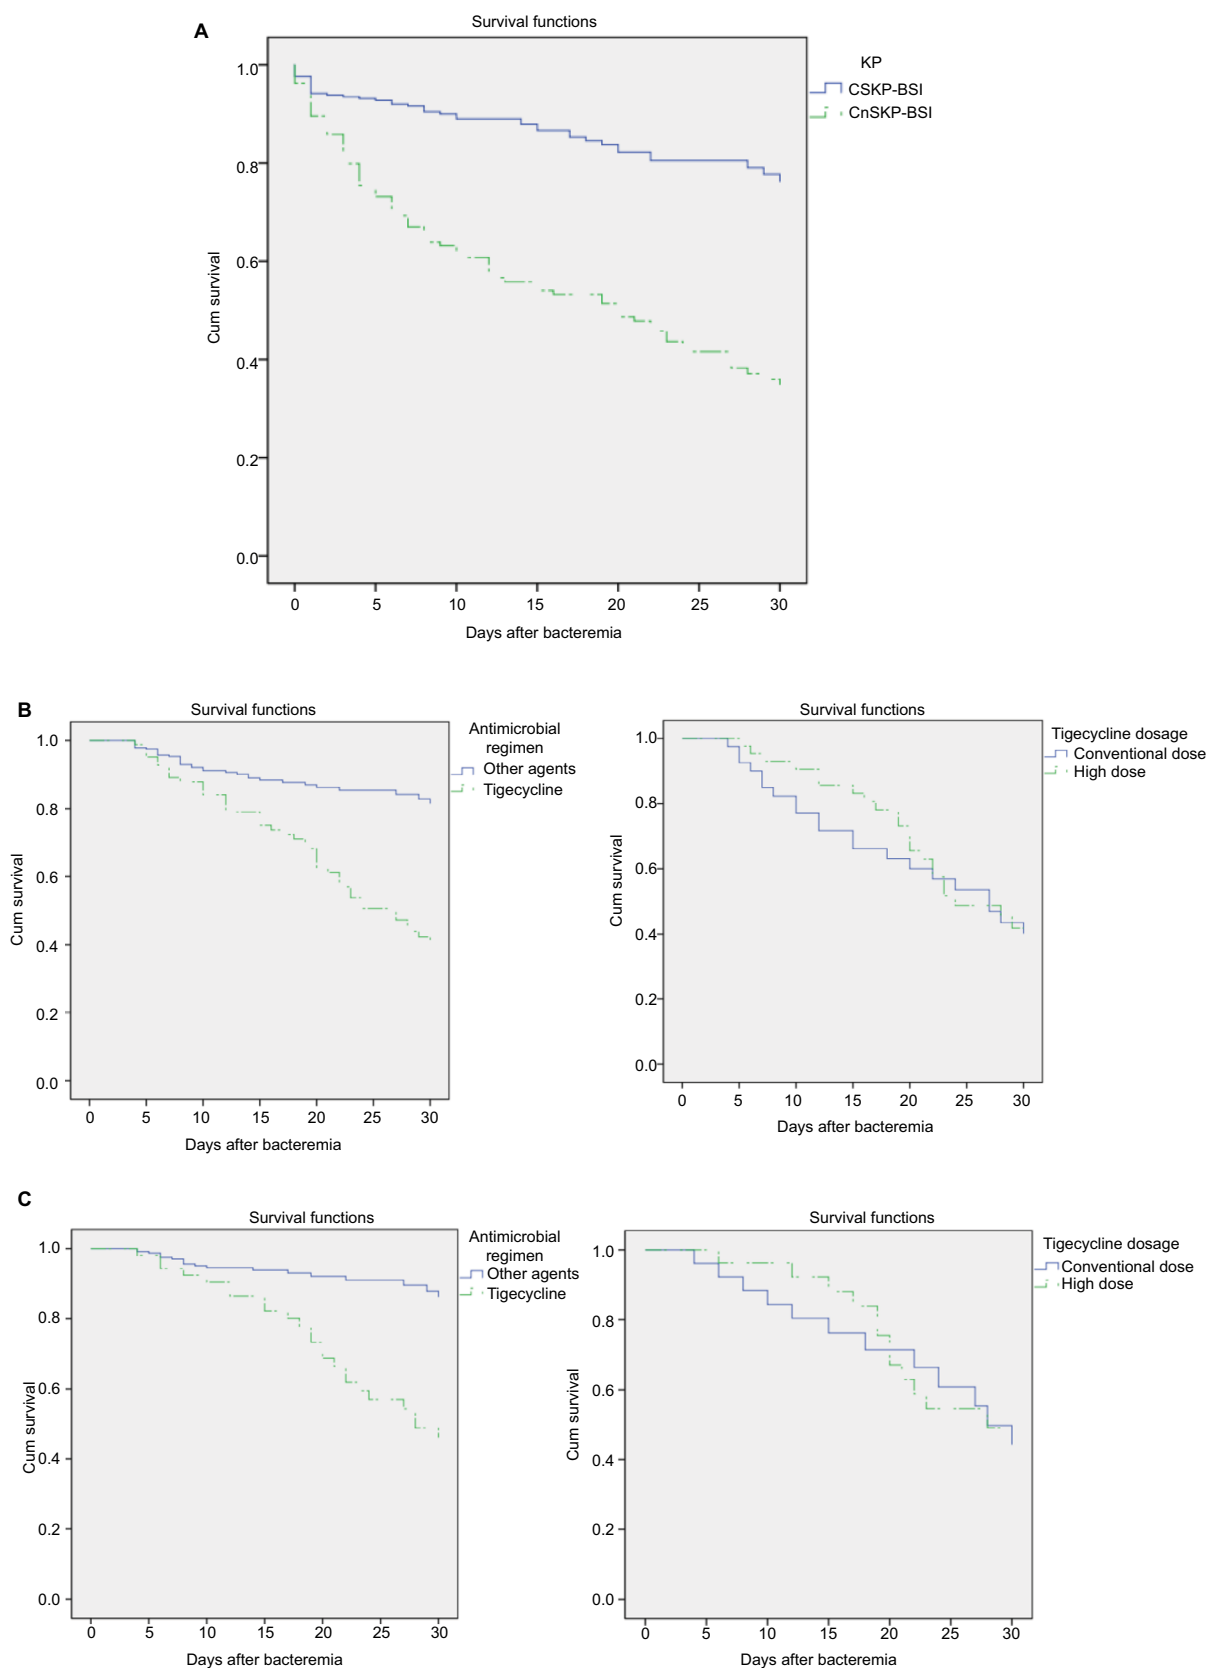 A
Survival functions
KP
CSKP-BSI
CnSKP-BSI
1.0
0.8
0.6
0.4
0.2
0.0
Cum survival
0 5 10 15 20 25 30
Days after bacteremia
B
Survival functions
Antimicrobial
regimen
Other agents
Tigecycline
1.0
0.8
0.6
0.4
0.2
0.0
Cum survival
0 5 10 15 20 25 30
Days after bacteremia
Survival functions
Tigecycline dosage
Conventional dose
High dose
1.0
0.8
0.6
0.4
0.2
0.0
Cum survival
0 5 10 15 20 25 30
Days after bacteremia
C
Survival functions
Antimicrobial
regimen
Other agents
Tigecycline
1.0
0.8
0.6
0.4
0.2
0.0
Cum survival
0 5 10 15 20 25 30
Days after bacteremia
Survival functions
Tigecycline dosage
Conventional dose
High dose
1.0
0.8
0.6
0.4
0.2
0.0
Cum survival
0 5 10 15 20 25 30
Days after bacteremia